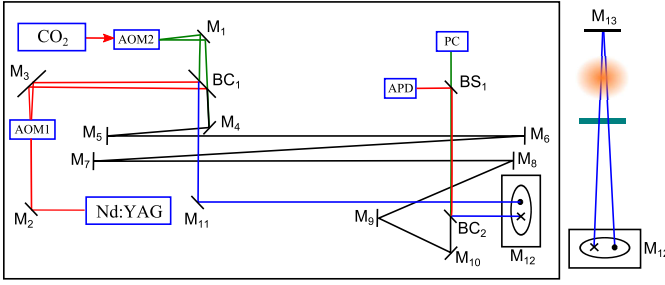 CO2
AOM2
M1
M13
PC
M3
BC1
BS1
APD
AOM1
M4
M5
M6
M7
M8
M2
Nd:YAG
M11
M9
BC2
M10
M12
M12